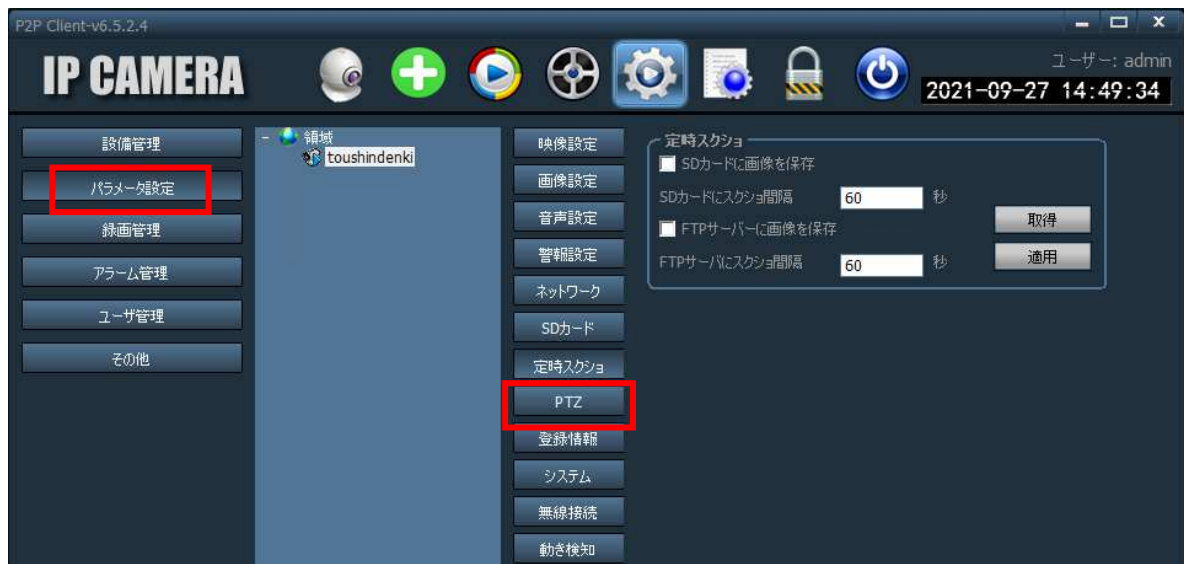 P2P Client-v6.5.2.4
IP CAMERA
ユーザー: admin
2021-09-27 14:49:34
設備管理
パラメータ設定
録画管理
アラーム管理
ユーザ管理
その他
領域
toushindenki
映像設定
画像設定
音声設定
警報設定
ネットワーク
SDカード
定時スクショ
PTZ
登録情報
システム
無線接続
動き検知
定時スクショ
SDカードに画像を保存
SDカードにスクショ間隔 60 秒
FTPサーバーに画像を保存
FTPサーバにスクショ間隔 60 秒
取得
適用